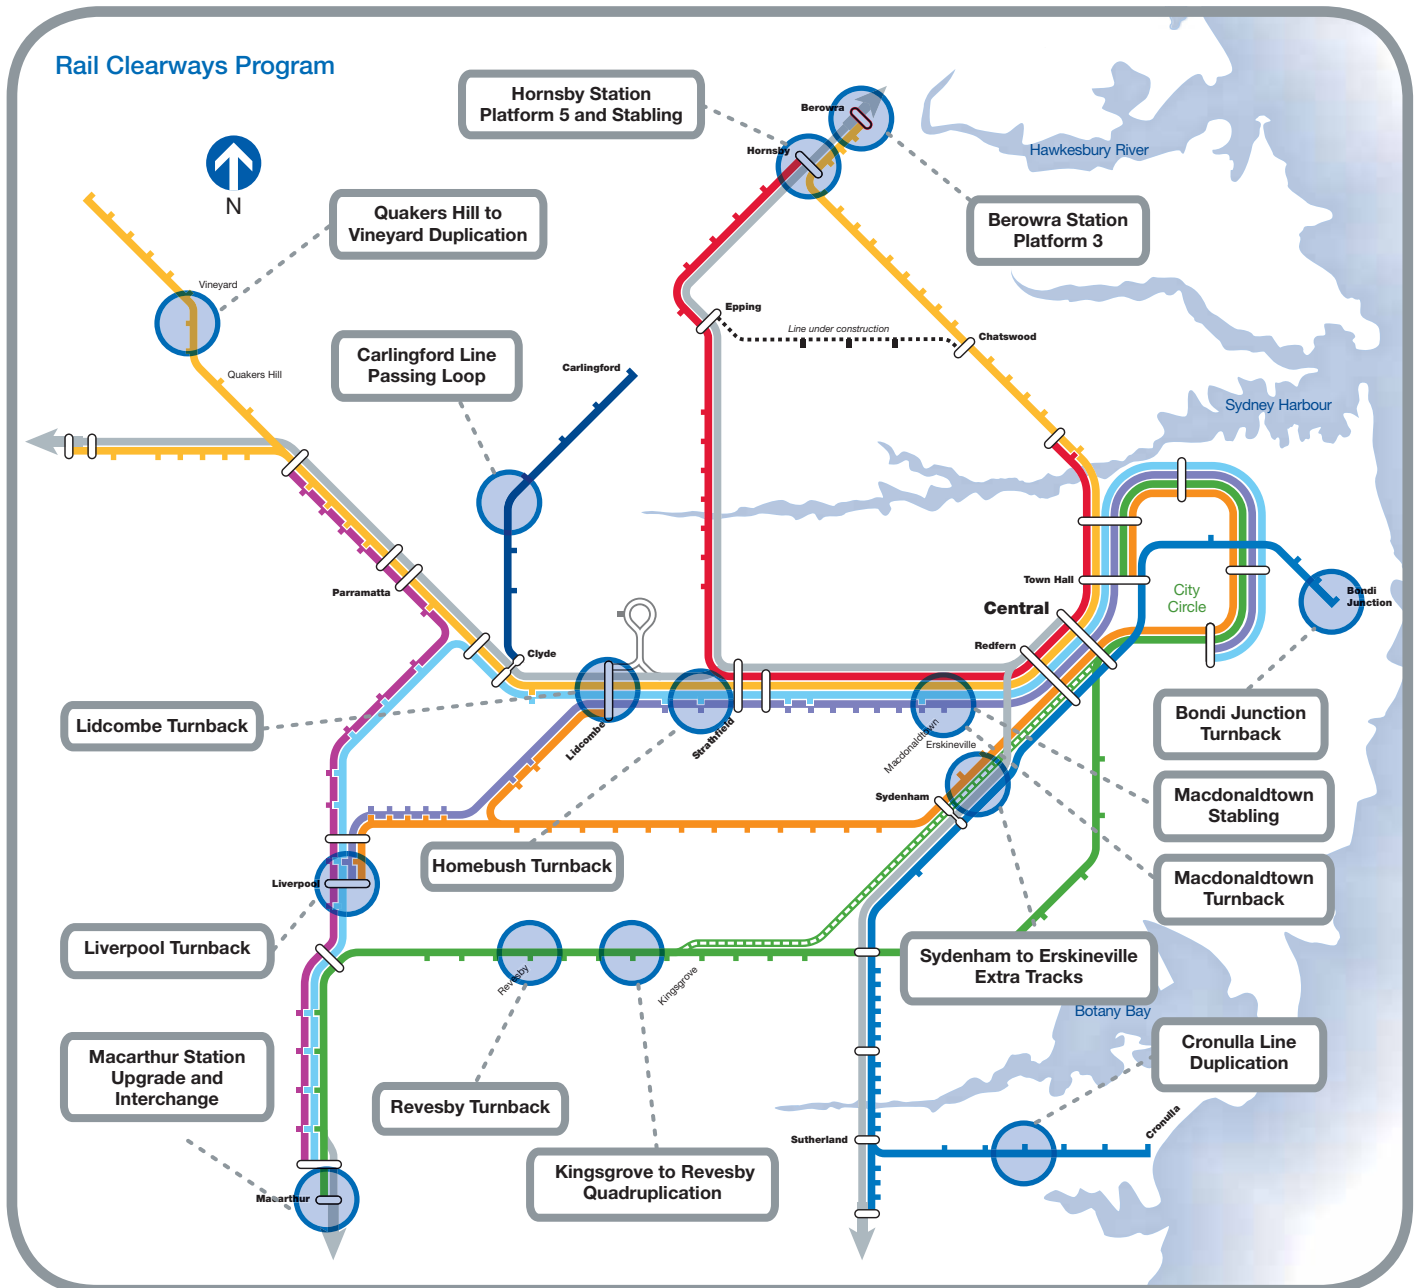 Rail Clearways Program
N
Hornsby Station
Platform 5 and Stabling
Berowra
Hornsby
Hawkesbury River
Berowra Station
Platform 3
Quakers Hill to
Vineyard Duplication
Vineyard
Quakers Hill
Carlingford Line
Passing Loop
Carlingford
Epping
Line under construction
Chatswood
Sydney Harbour
Parramatta
Clyde
Town Hall
Central
Redfern
City
Circle
Bondi
Junction
Lidcombe Turnback
Lidcombe
Strathfield
Macdonaldtown
Erskineville
Sydenham
Bondi Junction
Turnback
Macdonaldtown
Stabling
Macdonaldtown
Turnback
Homebush Turnback
Liverpool
Liverpool Turnback
Revesby
Kingsgrove
Sydenham to Erskineville
Extra Tracks
Botany Bay
Cronulla Line
Duplication
Macarthur Station
Upgrade and
Interchange
Revesby Turnback
Kingsgrove to Revesby
Quadruplication
Sutherland
Cronulla
Macarthur